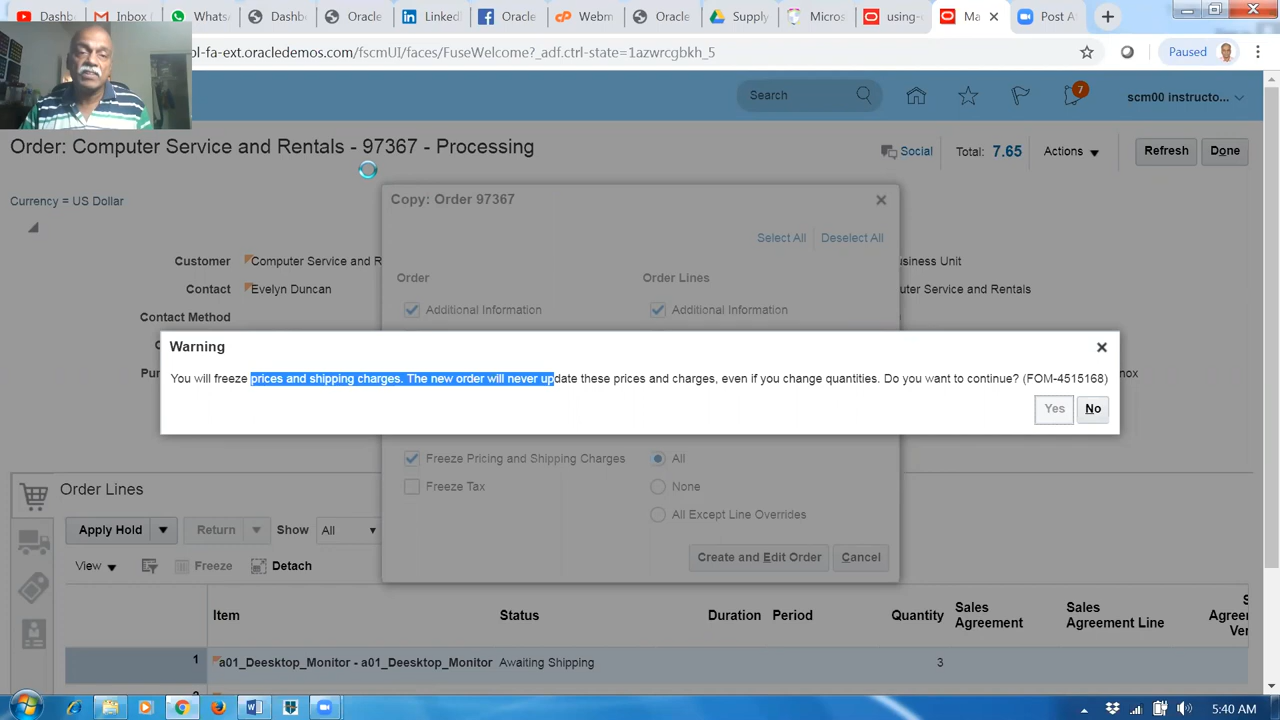 Dashb
Inbox
WhatsA
Dashb
Oracle
LinkedI
Oracle
Webm
Oracle
Supp
Micros
using-
Ma
Post A
ol-fa-ext.oracledemos.com/fscmUI/faces/FuseWelcome?_adf.ctrl-state=1azwrcgbkh_5
Paused
Search
7
scm00 instructo...
Order: Computer Service and Rentals - 97367 - Processing
Social
Total: 7.65
Actions
Refresh
Done
Currency = US Dollar
Copy: Order 97367
Select All
Deselect All
Order
Order Lines
Customer
Computer Service and R
usiness Unit
Contact
Evelyn Duncan
uter Service and Rentals
Contact Method
Additional Information
Additional Information
Warning
You will freeze prices and shipping charges. The new order will never update these prices and charges, even if you change quantities. Do you want to continue? (FOM-4515168)
Yes
No
Pu
nox
Freeze Pricing and Shipping Charges
All
Freeze Tax
None
All Except Line Overrides
Create and Edit Order
Cancel
Order Lines
Apply Hold
Return
Show
All
View
Freeze
Detach
Item
Status
Duration
Period
Quantity
Sales Agreement
Sales Agreement Line
S
Agreem
Ver
1
a01_Deesktop_Monitor - a01_Deesktop_Monitor
Awaiting Shipping
3
5:40 AM